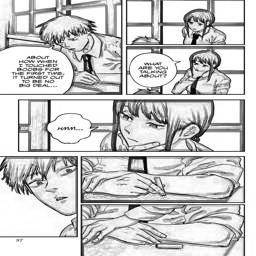 ABOUT
HOW WHEN
I TOUCHED
BOOBS FOR
THE FIRST TIME,
IT TURNED OUT
TO BE NO
BIG DEAL...
WHAT
ARE YOU
TALKING
ABOUT?
HMM...